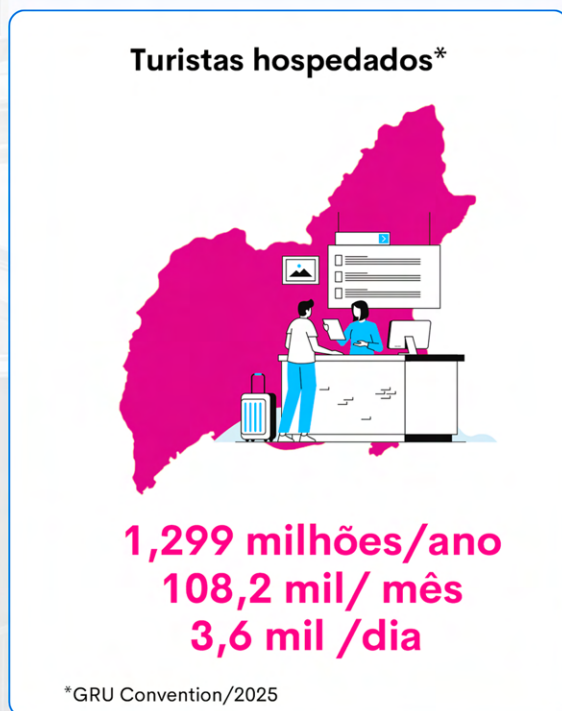 Turistas hospedados*
1,299 milhões/ano
108,2 mil/ mês
3,6 mil /dia
*GRU Convention/2025